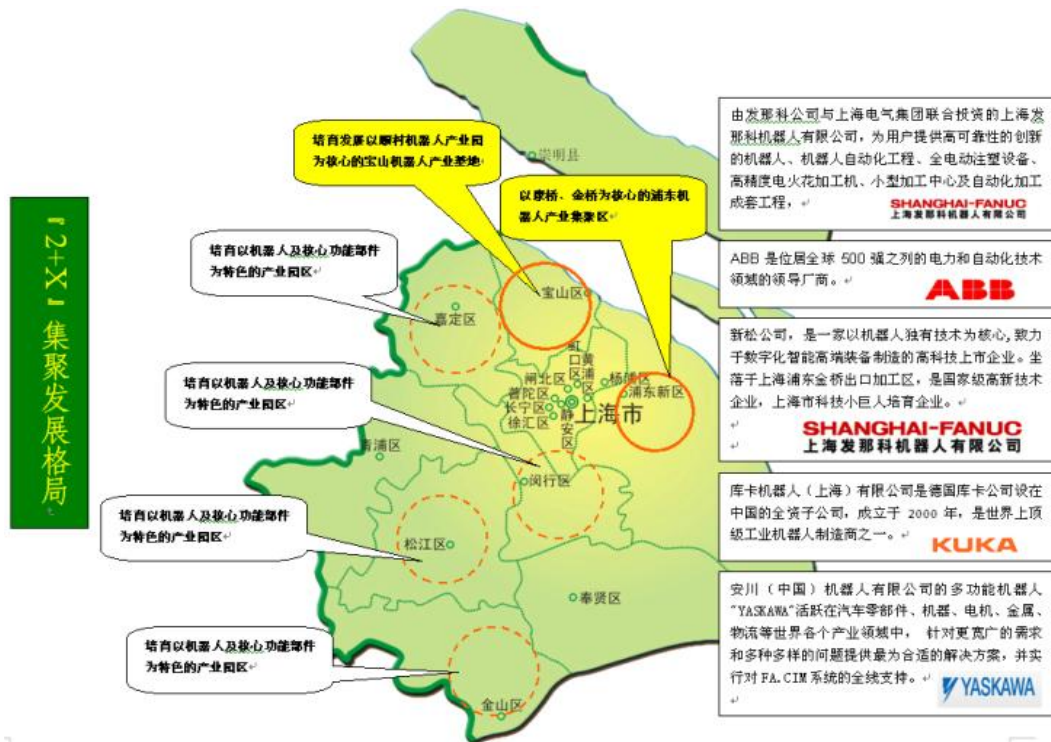 『2+X』集聚发展格局
培育发展以顾村机器人产业园
为核心的宝山机器人产业基地
以康桥、金桥为核心的浦东机
器人产业集聚区
培育以机器人及核心功能部件
为特色的产业园区
培育以机器人及核心功能部件
为特色的产业园区
培育以机器人及核心功能部件
为特色的产业园区
培育以机器人及核心功能部件
为特色的产业园区
崇明县
宝山区
嘉定区
虹口区
黄浦区
闸北区
杨浦区
普陀区
浦东新区
长宁区
上海市
徐汇区
静安区
青浦区
闵行区
松江区
奉贤区
金山区
由发那科公司与上海电气集团联合投资的上海发
那科机器人有限公司，为用户提供高可靠性的创新
的机器人、机器人自动化工程、全电动注塑设备、
高精度电火花加工机、小型加工中心及自动化加工
成套工程，
SHANGHAI-FANUC
上海发那科机器人有限公司
ABB 是位居全球 500 强之列的电力和自动化技术
领域的领导厂商。
ABB
新松公司，是一家以机器人独有技术为核心,致力
于数字化智能高端装备制造的高科技上市企业。坐
落于上海浦东金桥出口加工区，是国家级高新技术
企业，上海市科技小巨人培育企业。
SHANGHAI-FANUC
上海发那科机器人有限公司
库卡机器人（上海）有限公司是德国库卡公司设在
中国的全资子公司，成立于 2000 年，是世界上顶
级工业机器人制造商之一。
KUKA
安川（中国）机器人有限公司的多功能机器人
"YASKAWA"活跃在汽车零部件、机器、电机、金属、
物流等世界各个产业领域中， 针对更宽广的需求
和多种多样的问题提供最为合适的解决方案，并实
行对 FA.CIM 系统的全线支持。
YASKAWA